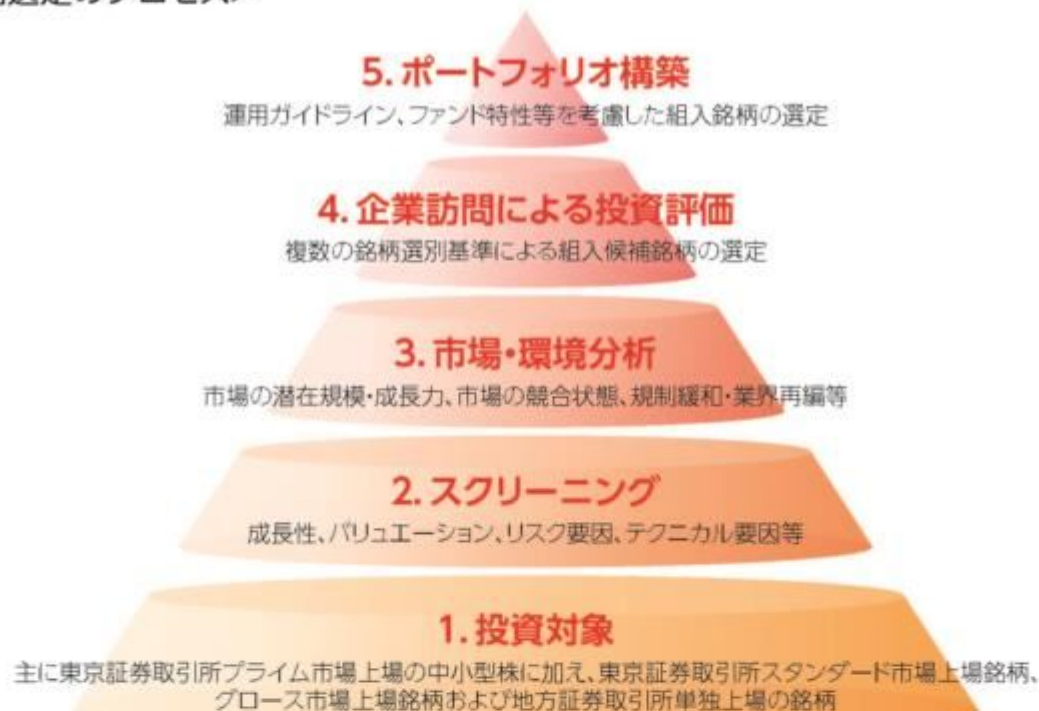 選定のプロセス
5. ポートフォリオ構築
運用ガイドライン、ファンド特性等を考慮した組入銘柄の選定
4. 企業訪問による投資評価
複数の銘柄選別基準による組入候補銘柄の選定
3. 市場・環境分析
市場の潜在規模・成長力、市場の競合状態、規制緩和・業界再編等
2. スクリーニング
成長性、バリュエーション、リスク要因、テクニカル要因等
1. 投資対象
主に東京証券取引所プライム市場上場の中小型株に加え、東京証券取引所スタンダード市場上場銘柄、
グロース市場上場銘柄および地方証券取引所単独上場の銘柄